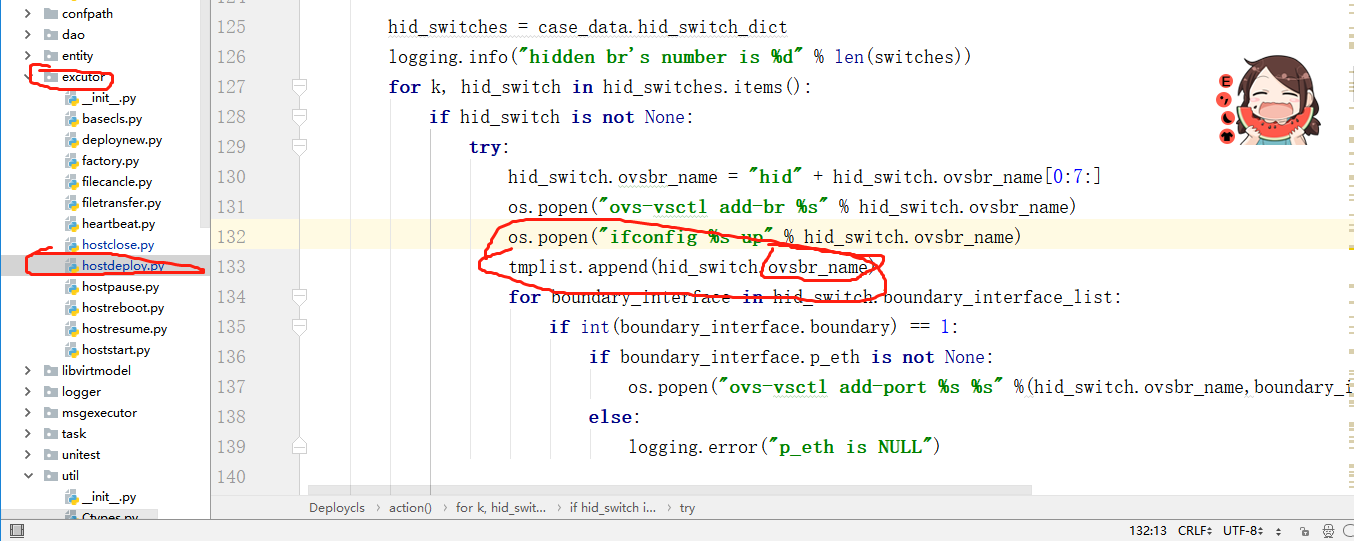 confpath
dao
entity
excutor
__init__.py
basecls.py
deploynew.py
factory.py
filecancle.py
filetransfer.py
heartbeat.py
hostclose.py
hostdeploy.py
hostpause.py
hostreboot.py
hostresume.py
hoststart.py
libvirtmodel
logger
msgexecutor
task
unitest
util
__init__.py
Ctypes.py
125 hid_switches = case_data.hid_switch_dict
126 logging.info("hidden br's number is %d" % len(switches))
127 for k, hid_switch in hid_switches.items():
128 if hid_switch is not None:
129 try:
130 hid_switch.ovsbr_name = "hid" + hid_switch.ovsbr_name[0:7:]
131 os.popen("ovs-vsctl add-br %s" % hid_switch.ovsbr_name)
132 os.popen("ifconfig %s up" % hid_switch.ovsbr_name)
133 tmplist.append(hid_switch.ovsbr_name)
134 for boundary_interface in hid_switch.boundary_interface_list:
135 if int(boundary_interface.boundary) == 1:
136 if boundary_interface.p_eth is not None:
137 os.popen("ovs-vsctl add-port %s %s" %(hid_switch.ovsbr_name,boundary_i
138 else:
139 logging.error("p_eth is NULL")
140
Deploycls › action() › for k, hid_swit... › if hid_switch i... › try
132:13 CRLF UTF-8